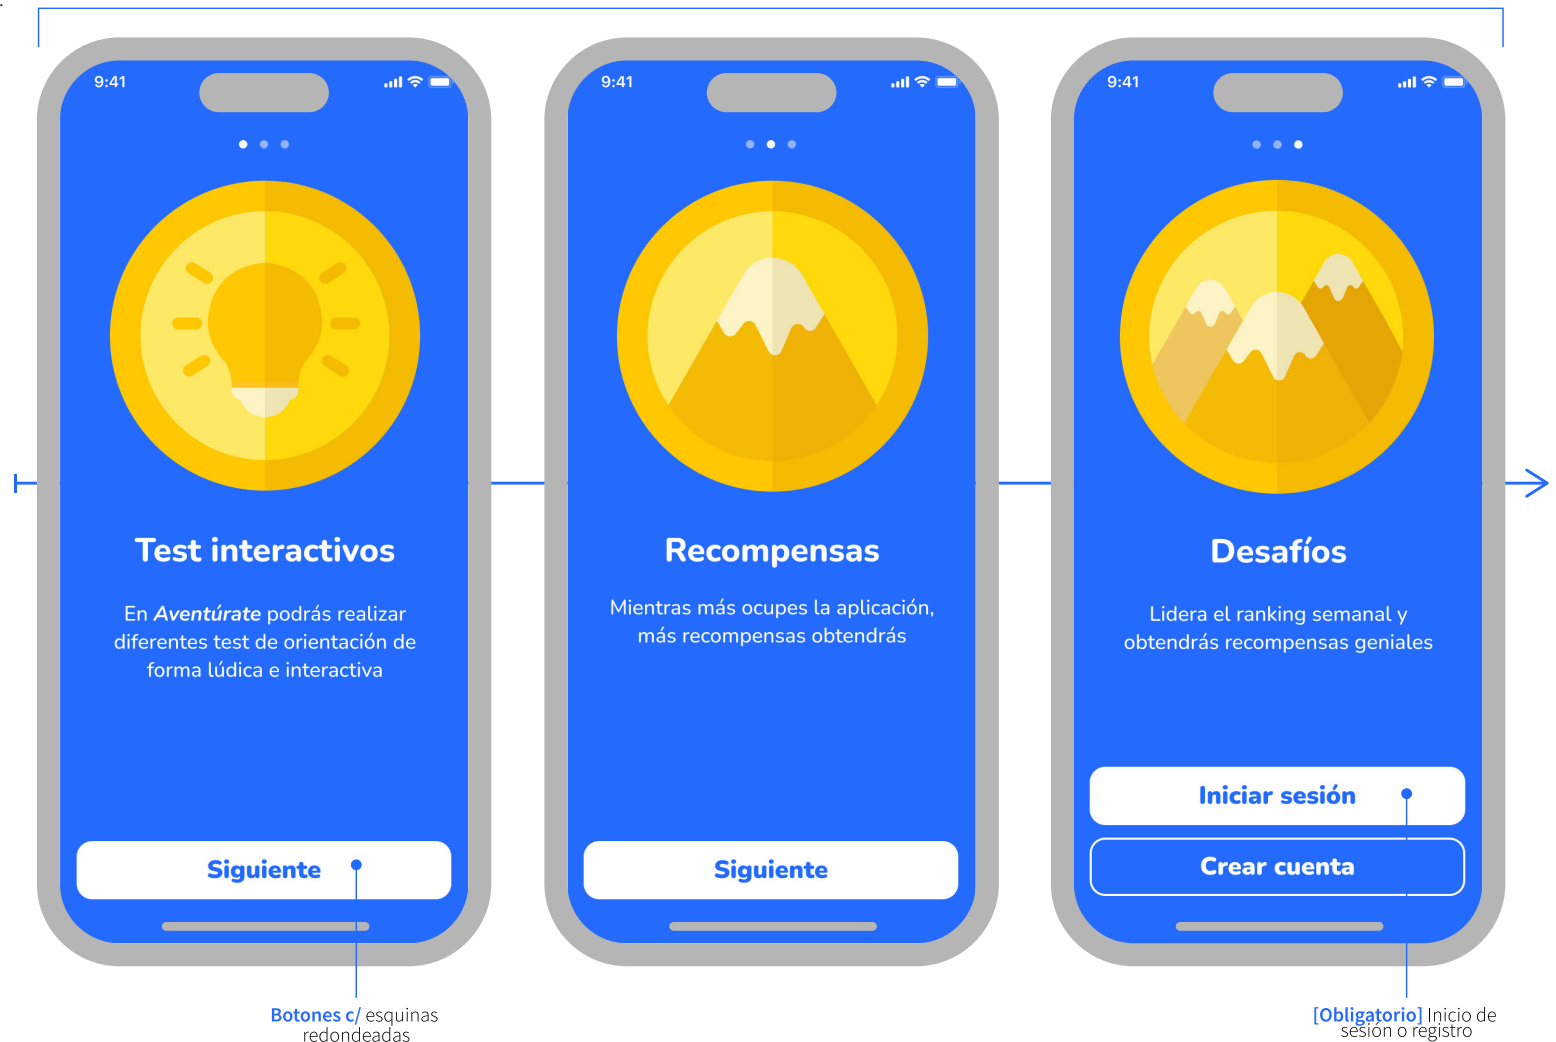 9:41
Test interactivos
En Aventúrate podrás realizar
diferentes test de orientación de
forma lúdica e interactiva
Siguiente
9:41
Recompensas
Mientras más ocupes la aplicación,
más recompensas obtendrás
Siguiente
9:41
Desafíos
Lidera el ranking semanal y
obtendrás recompensas geniales
Iniciar sesión
Crear cuenta
Botones c/ esquinas
redondeadas
[Obligatorio] Inicio de
sesión o registro